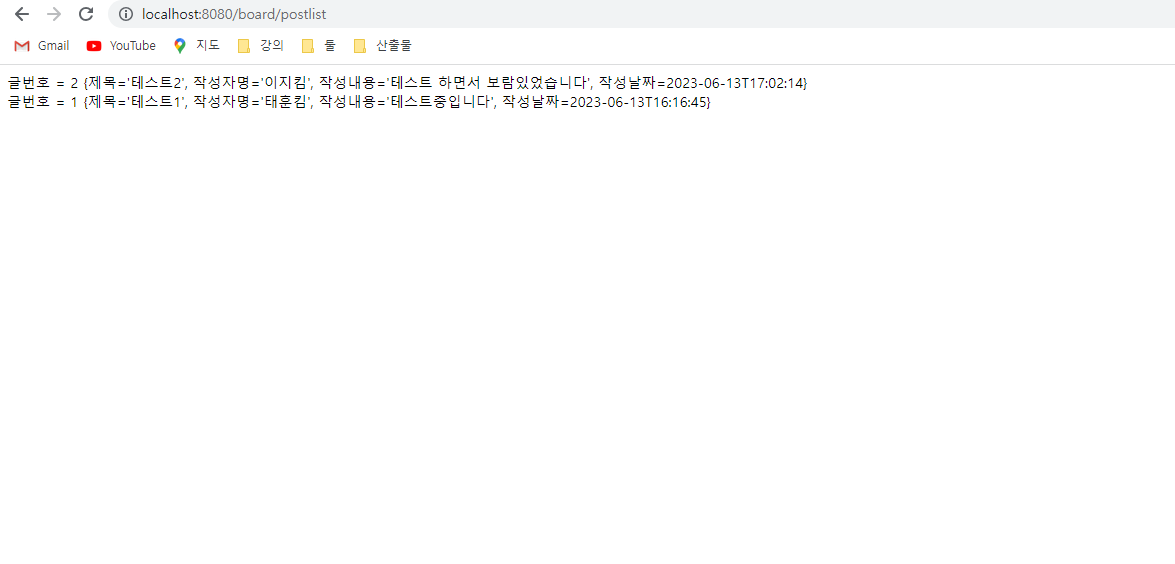 localhost:8080/board/postlist
Gmail YouTube 지도 강의 툴 산출물
글번호 = 2 {제목='테스트2', 작성자명='이지킴', 작성내용='테스트 하면서 보람있었습니다', 작성날짜=2023-06-13T17:02:14}
글번호 = 1 {제목='테스트1', 작성자명='태훈킴', 작성내용='테스트중입니다', 작성날짜=2023-06-13T16:16:45}